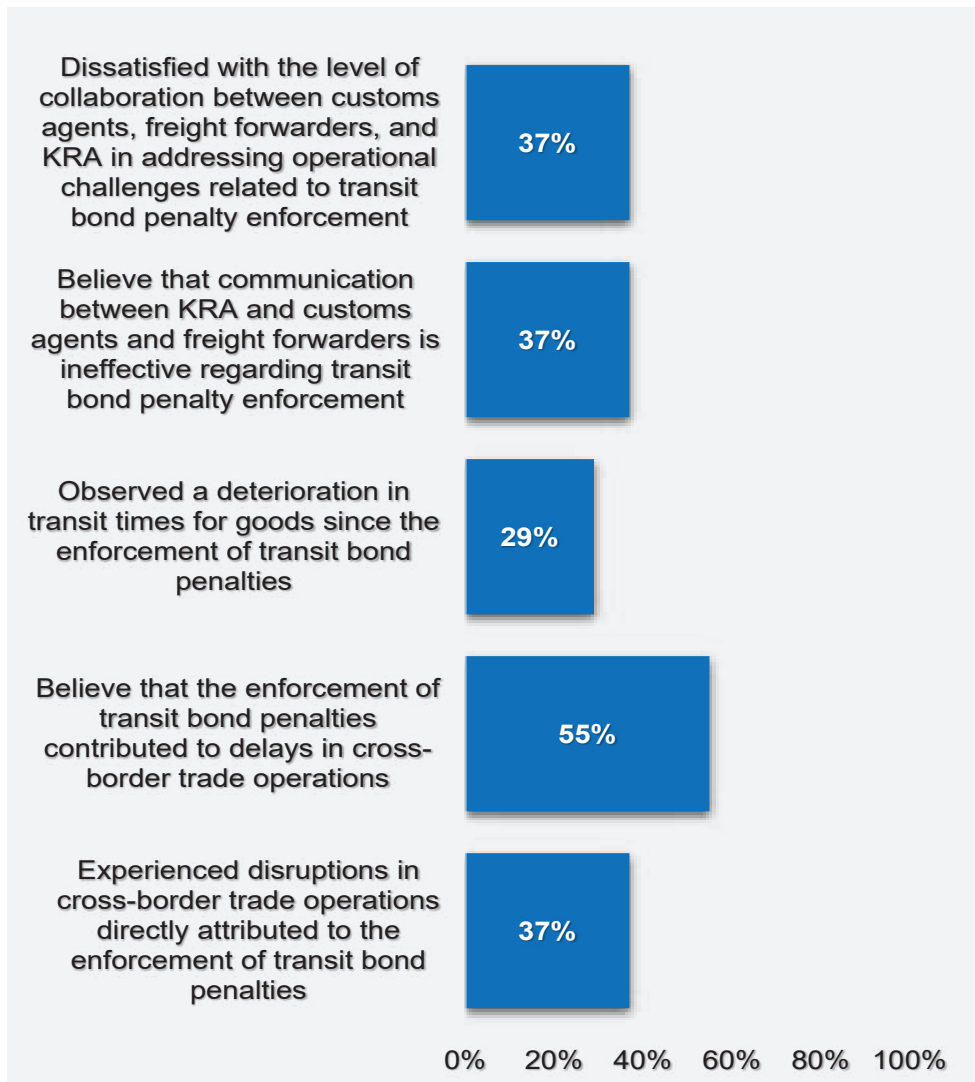 Dissatisfied with the level of
collaboration between customs
agents, freight forwarders, and
KRA in addressing operational
challenges related to transit
bond penalty enforcement
37%
Believe that communication
between KRA and customs
agents and freight forwarders is
ineffective regarding transit
bond penalty enforcement
37%
Observed a deterioration in
transit times for goods since the
enforcement of transit bond
penalties
29%
Believe that the enforcement of
transit bond penalties
contributed to delays in cross-
border trade operations
55%
Experienced disruptions in
cross-border trade operations
directly attributed to the
enforcement of transit bond
penalties
37%
0% 20% 40% 60% 80% 100%